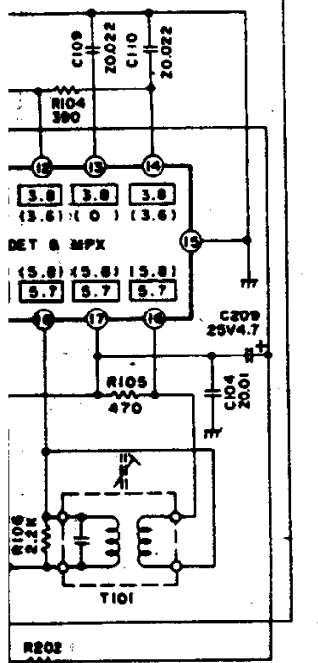 C109
Z0.022
C110
Z0.022
R104
390
12
13
14
3.8
3.8
3.8
(3.6)
(0)
(3.6)
15
DET & MPX
(5.8)
(5.8)
(5.8)
5.7
5.7
5.7
18
17
16
C209
25V4.7
+
R105
470
C104
Z0.01
R106
2.2K
T101
R202